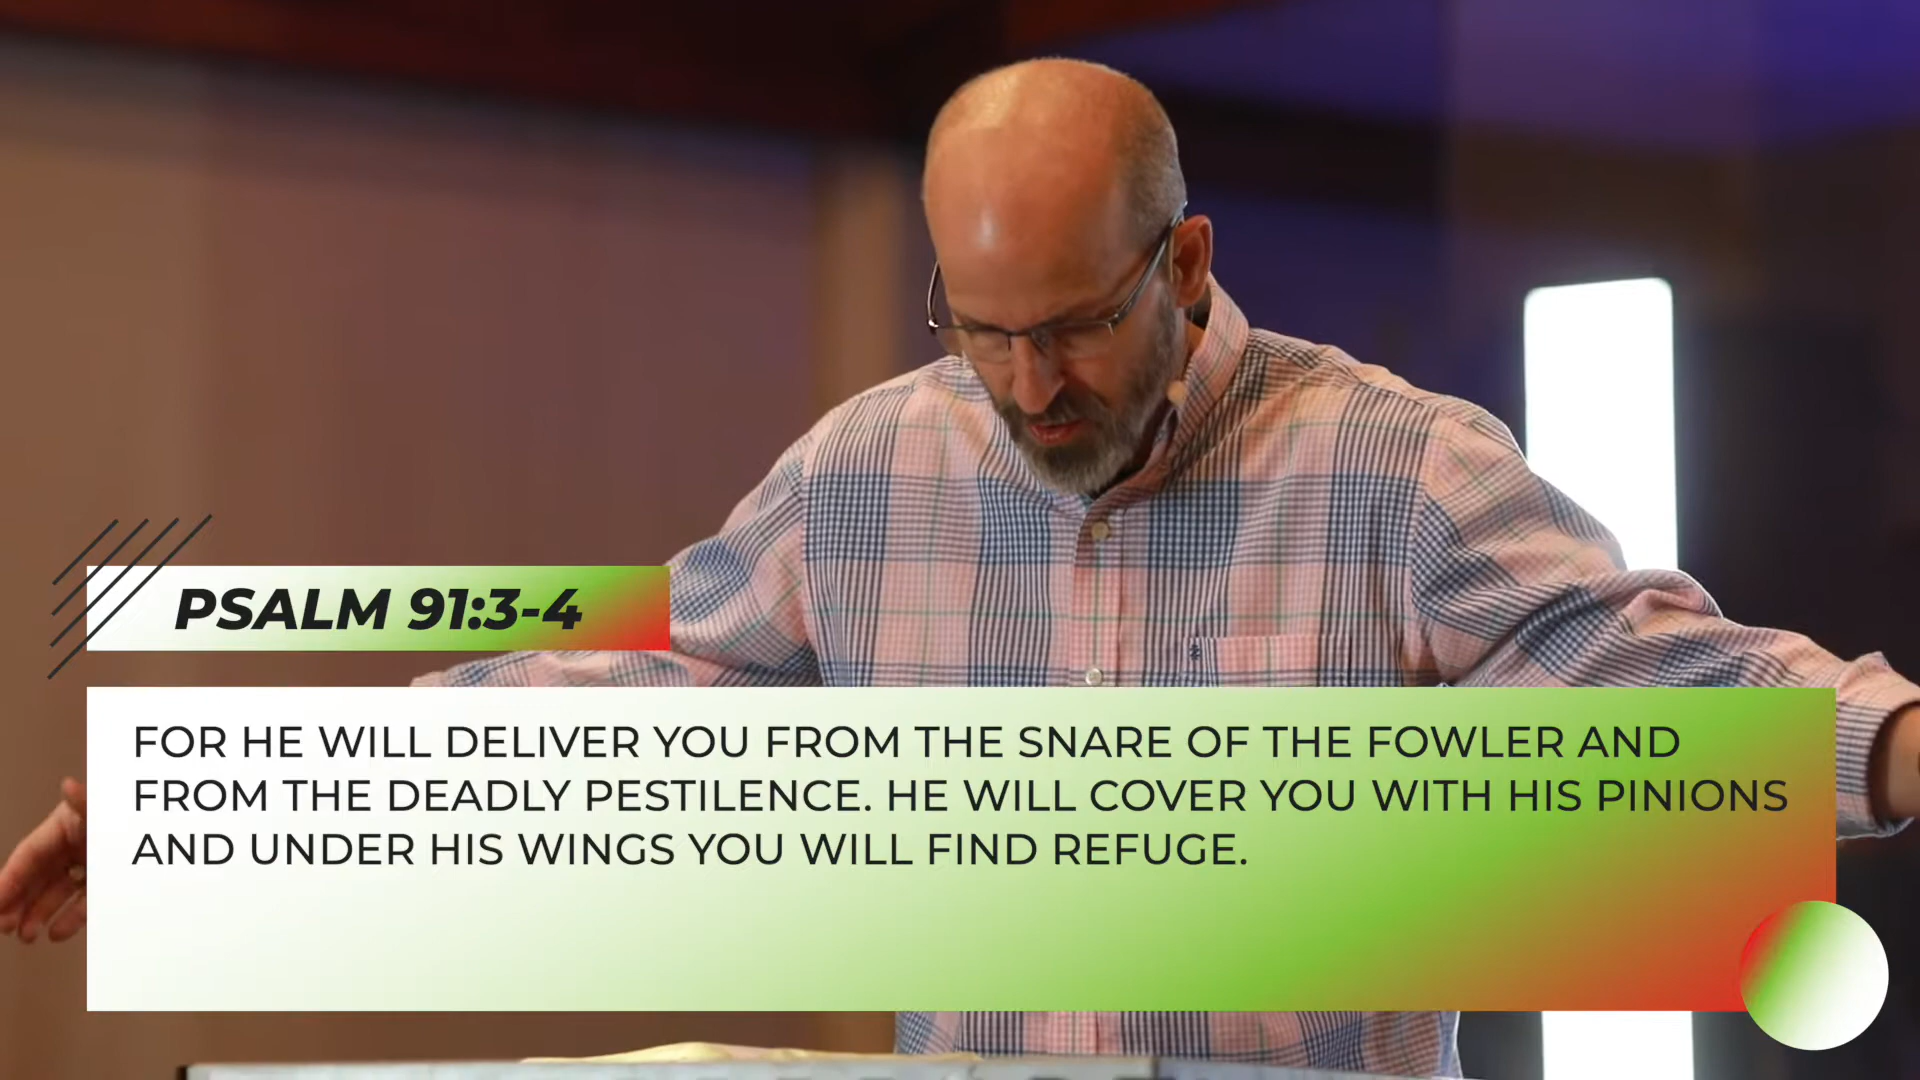 PSALM 91:3-4
FOR HE WILL DELIVER YOU FROM THE SNARE OF THE FOWLER AND
FROM THE DEADLY PESTILENCE. HE WILL COVER YOU WITH HIS PINIONS
AND UNDER HIS WINGS YOU WILL FIND REFUGE.